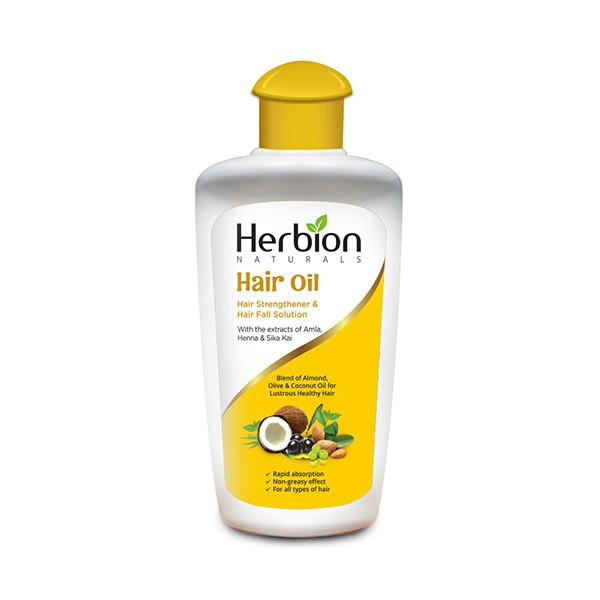 Herbion
NATURALS
Hair Oil
Hair Strengthener &
Hair Fall Solution
With the extracts of Amla,
Henna & Sika Kai
Blend of Almond,
Olive & Coconut Oil for
Lustrous Healthy Hair
✓ Rapid absorption
✓ Non-greasy effect
✓ For all types of hair